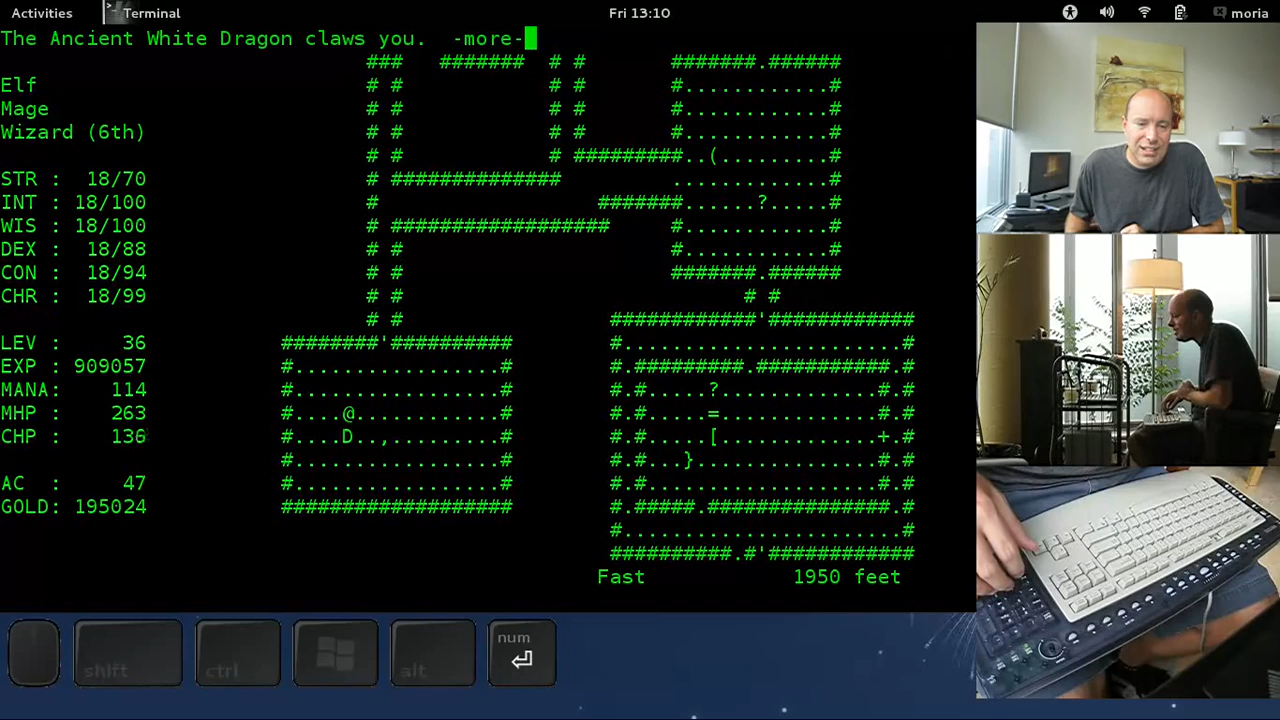 Activities Terminal Fri 13:10 moria
The Ancient White Dragon claws you. -more-
### ####### # # #######.######
Elf # # # # #...........#
Mage # # # # #...........#
Wizard (6th) # # # # #...........#
# # # #########..(.........#
STR : 18/70 # ############## ............#
INT : 18/100 # #######......?.....#
WIS : 18/100 # ################## #...........#
DEX : 18/88 # # #...........#
CON : 18/94 # # #######.######
CHR : 18/99 # # # #
# # ############'############
LEV : 36 ########'########## #.......................#
EXP : 909057 #.................# #.#########.###########.#
MANA: 114 #.................# #.#.....?.............#.#
MHP : 263 #....@............# #.#.....=.............#.#
CHP : 136 #....D............# #.#.....[.............+.#
#.................# #.#...}...............#.#
AC : 47 #.................# #.#...................#.#
GOLD: 195024 ################### #.#####.###############.#
#.......................#
##########.#'############
Fast 1950 feet
shift ctrl alt num